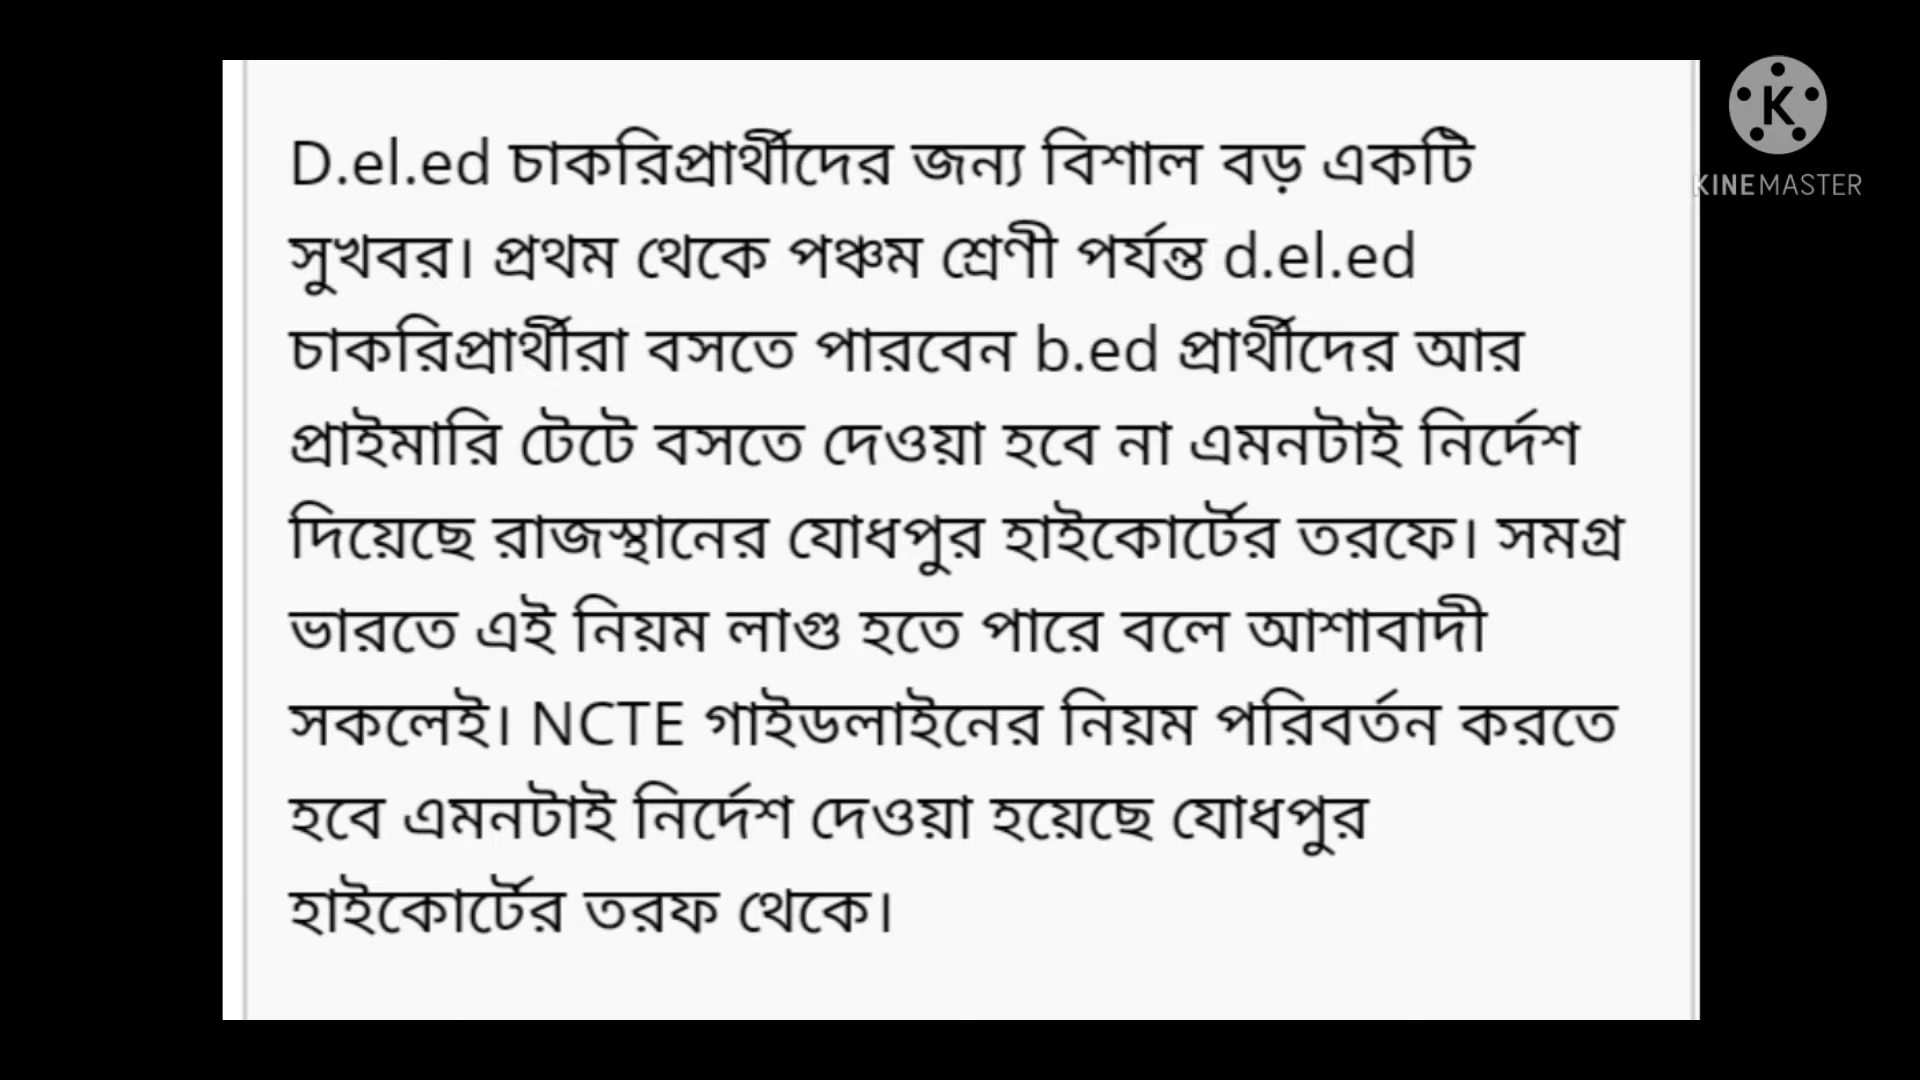 D.el.ed চাকরিপ্রার্থীদের জন্য বিশাল বড় একটি
সুখবর। প্রথম থেকে পঞ্চম শ্রেণী পর্যন্ত d.el.ed
চাকরিপ্রার্থীরা বসতে পারবেন b.ed প্রার্থীদের আর
প্রাইমারি টেটে বসতে দেওয়া হবে না এমনটাই নির্দেশ
দিয়েছে রাজস্থানের যোধপুর হাইকোর্টের তরফে। সমগ্র
ভারতে এই নিয়ম লাগু হতে পারে বলে আশাবাদী
সকলেই। NCTE গাইডলাইনের নিয়ম পরিবর্তন করতে
হবে এমনটাই নির্দেশ দেওয়া হয়েছে যোধপুর
হাইকোর্টের তরফ থেকে।
K
KINEMASTER